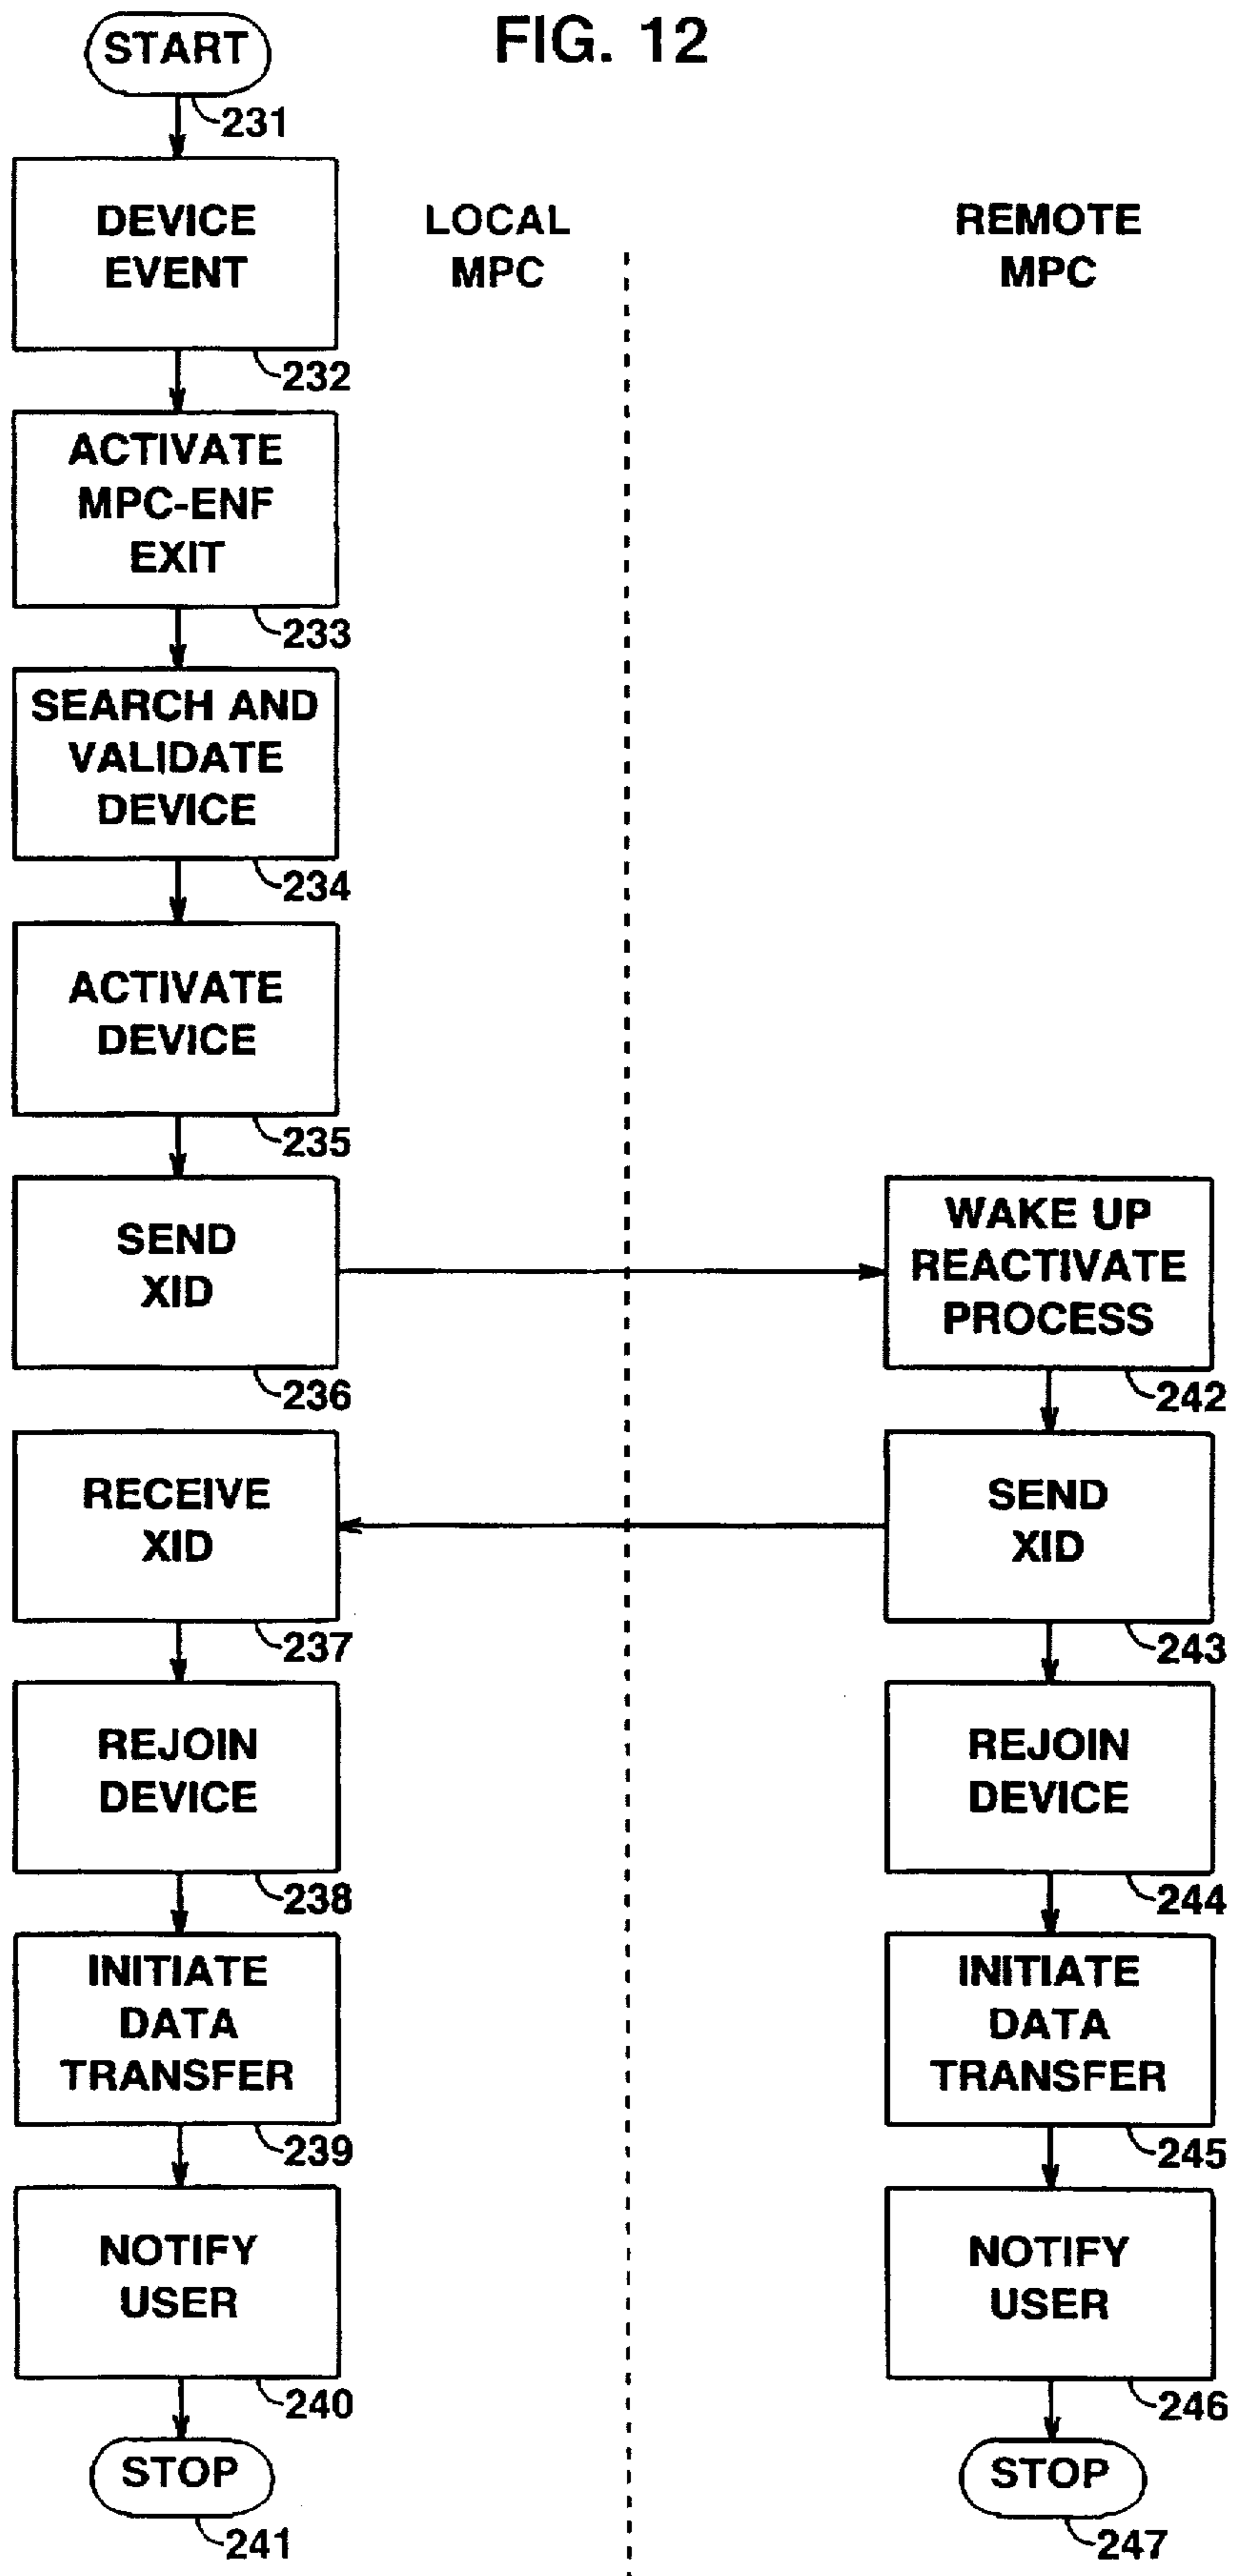 FIG. 12
START
231
DEVICE
EVENT
232
LOCAL
MPC
REMOTE
MPC
ACTIVATE
MPC-ENF
EXIT
233
SEARCH AND
VALIDATE
DEVICE
234
ACTIVATE
DEVICE
235
SEND
XID
236
WAKE UP
REACTIVATE
PROCESS
242
RECEIVE
XID
237
SEND
XID
243
REJOIN
DEVICE
238
REJOIN
DEVICE
244
INITIATE
DATA
TRANSFER
239
INITIATE
DATA
TRANSFER
245
NOTIFY
USER
240
NOTIFY
USER
246
STOP
241
STOP
247